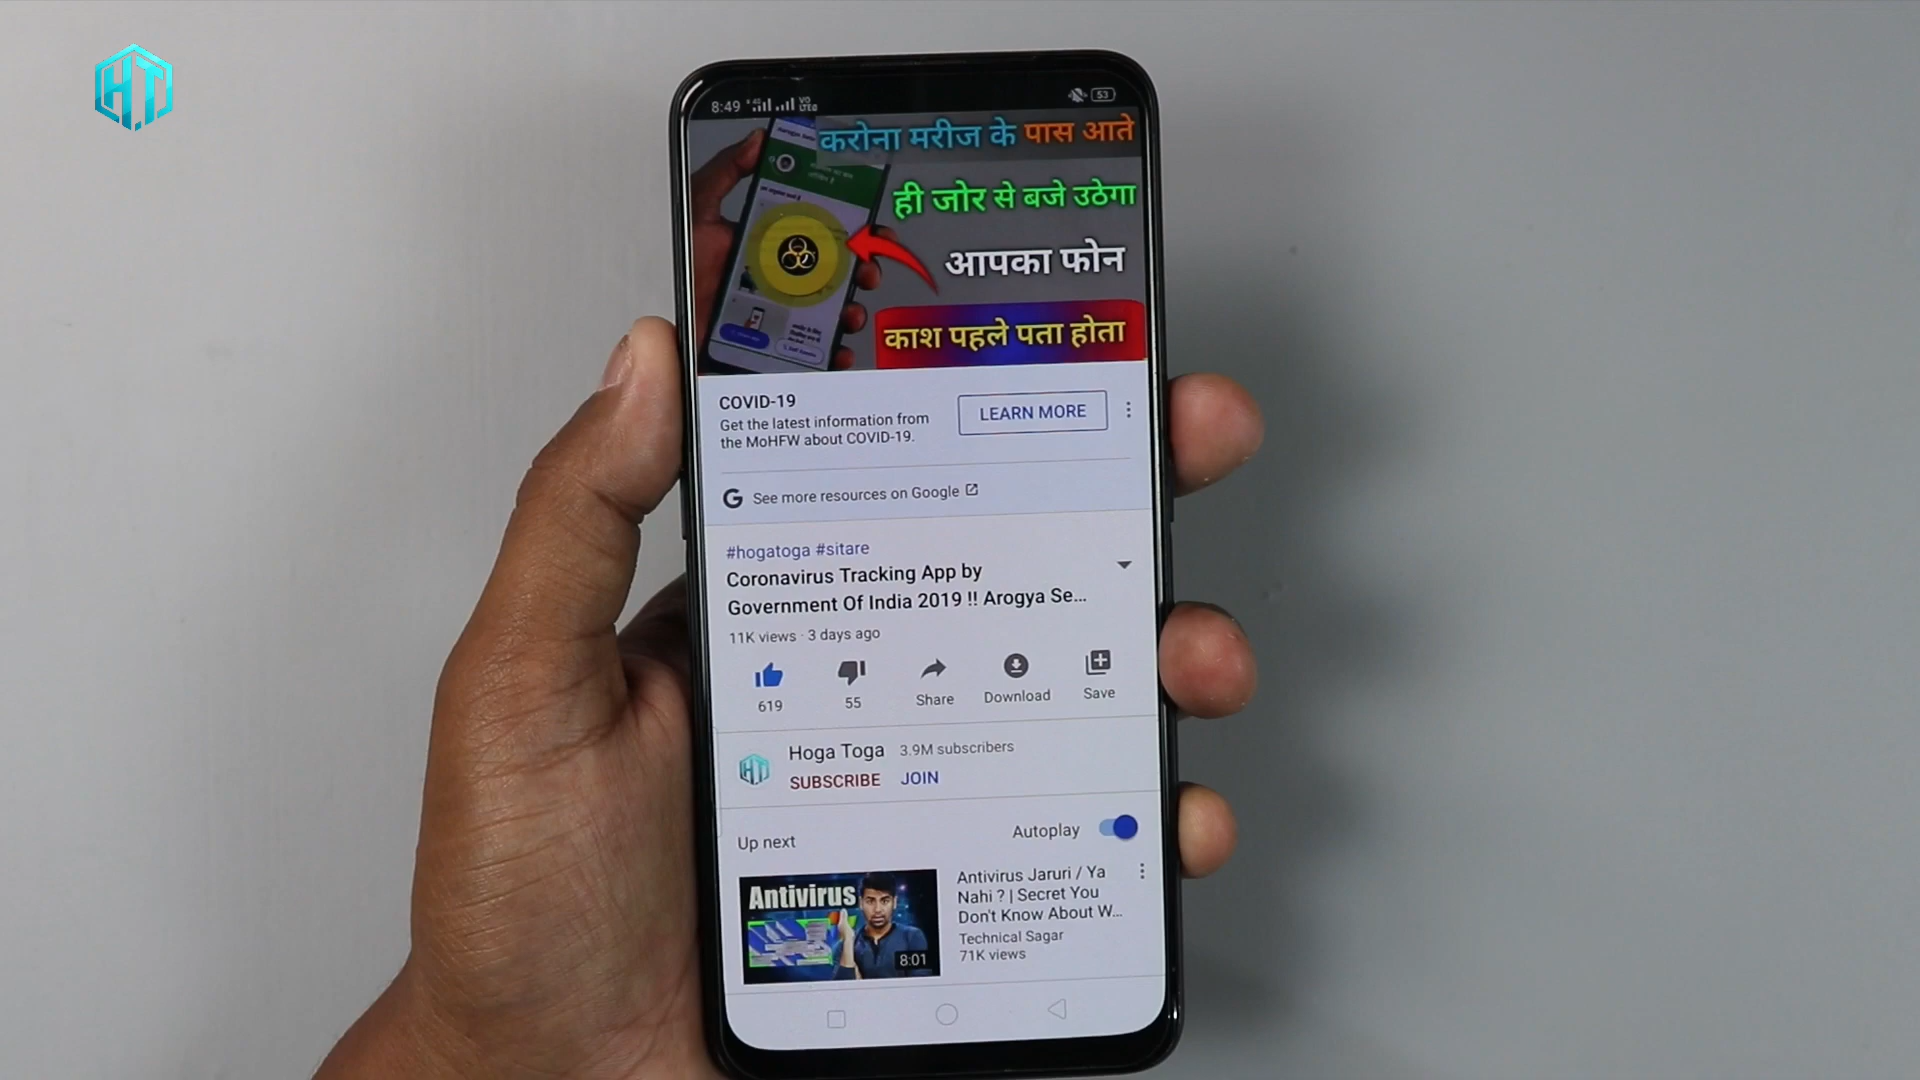 HT
8:49
53
करोना मरीज के पास आते
ही जोर से बजे उठेगा
आपका फोन
काश पहले पता होता
COVID-19
Get the latest information from
the MoHFW about COVID-19.
LEARN MORE
G See more resources on Google
#hogatoga #sitare
Coronavirus Tracking App by
Government Of India 2019 !! Arogya Se...
11K views · 3 days ago
619
55
Share
Download
Save
HT
Hoga Toga 3.9M subscribers
SUBSCRIBE JOIN
Up next
Autoplay
Antivirus
8:01
Antivirus Jaruri / Ya
Nahi ? | Secret You
Don't Know About W...
Technical Sagar
71K views